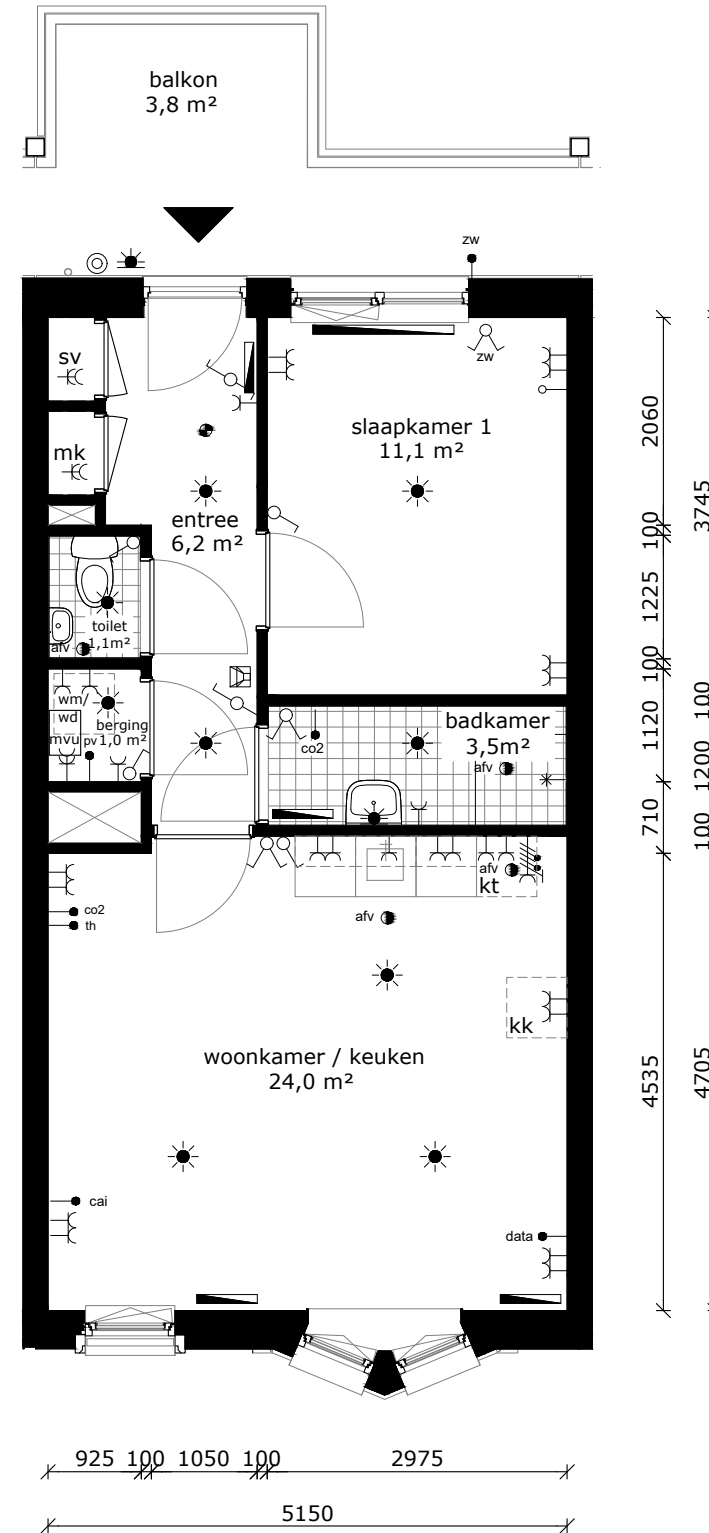 balkon
3,8 m²
zw
sv
zw
mk
slaapkamer 1
11,1 m²
entree
6,2 m²
toilet
1,1m²
afv
wm/
wd
berging
1,0 m²
mvu
pv
badkamer
3,5m²
co2
afv
afv
kt
co2
th
afv
kk
woonkamer / keuken
24,0 m²
cai
data
2060
100
1225
100
1120
710
4535
3745
100
1200
100
4705
925 100 1050 100 2975
5150